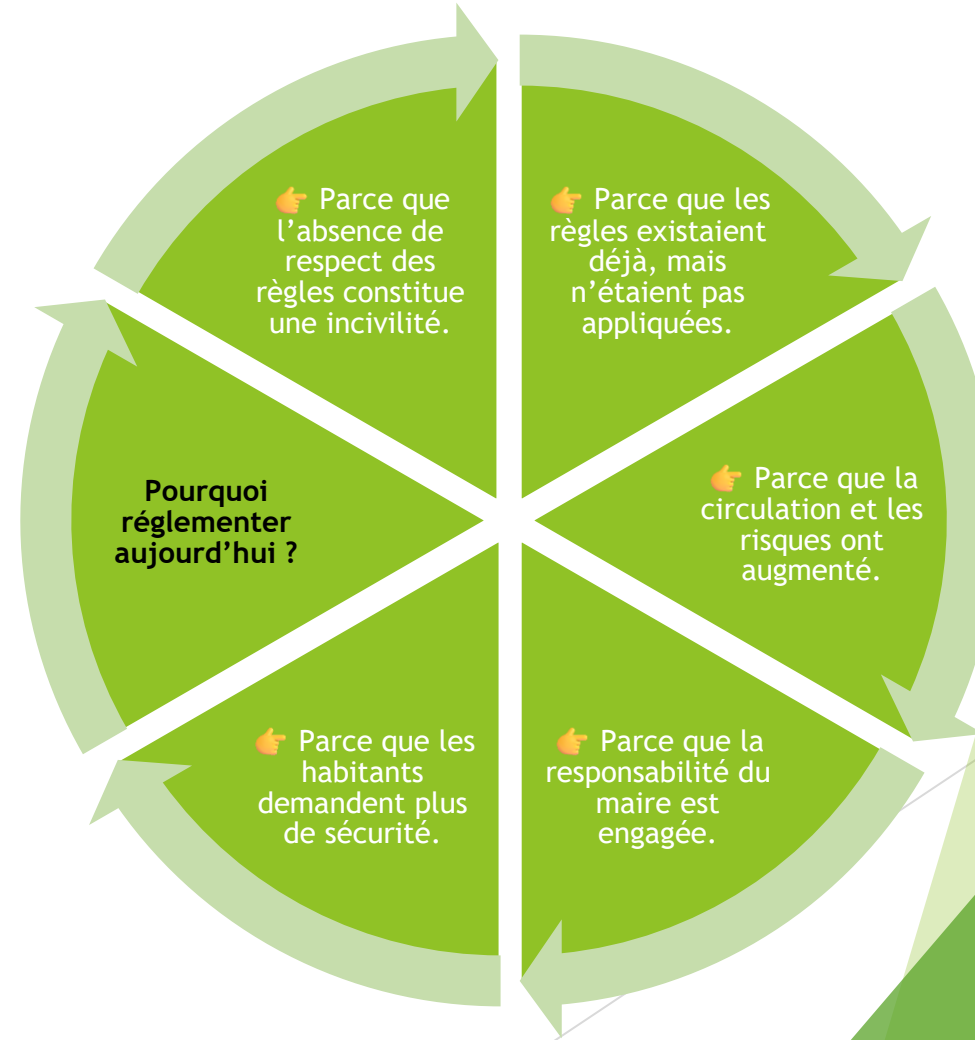 Pourquoi
réglementer
aujourd’hui ?
👉 Parce que
l’absence de
respect des
règles constitue
une incivilité.
👉 Parce que les
règles existaient
déjà, mais
n’étaient pas
appliquées.
👉 Parce que la
circulation et les
risques ont
augmenté.
👉 Parce que la
responsabilité du
maire est
engagée.
👉 Parce que les
habitants
demandent plus
de sécurité.